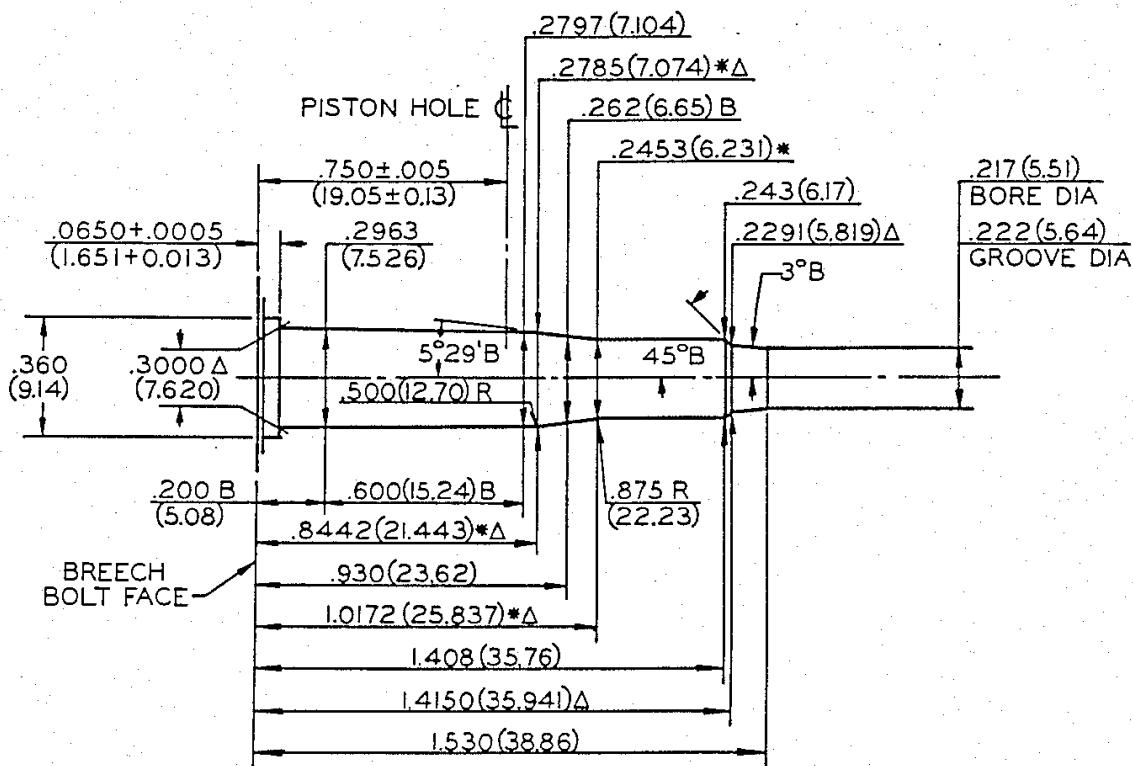 .2797(7.104)
.2785(7.074)*Δ
PISTON HOLE ℄
.262(6.65) B
.2453(6.231)*
.750±.005
(19.05±0.13)
.217(5.51)
BORE DIA
.243(6.17)
.0650+.0005
(1.651+0.013)
.2963
(7.526)
.2291(5.819)Δ
.222(5.64)
GROOVE DIA
3°B
5°29'B
45°B
.360
(9.14)
.3000 Δ
(7.620)
.500(12.70) R
.200 B
(5.08)
.600(15.24) B
.875 R
(22.23)
.8442(21.443)*Δ
BREECH
BOLT FACE
.930(23.62)
1.0172(25.837)*Δ
1.408(35.76)
1.4150(35.941)Δ
1.530(38.86)